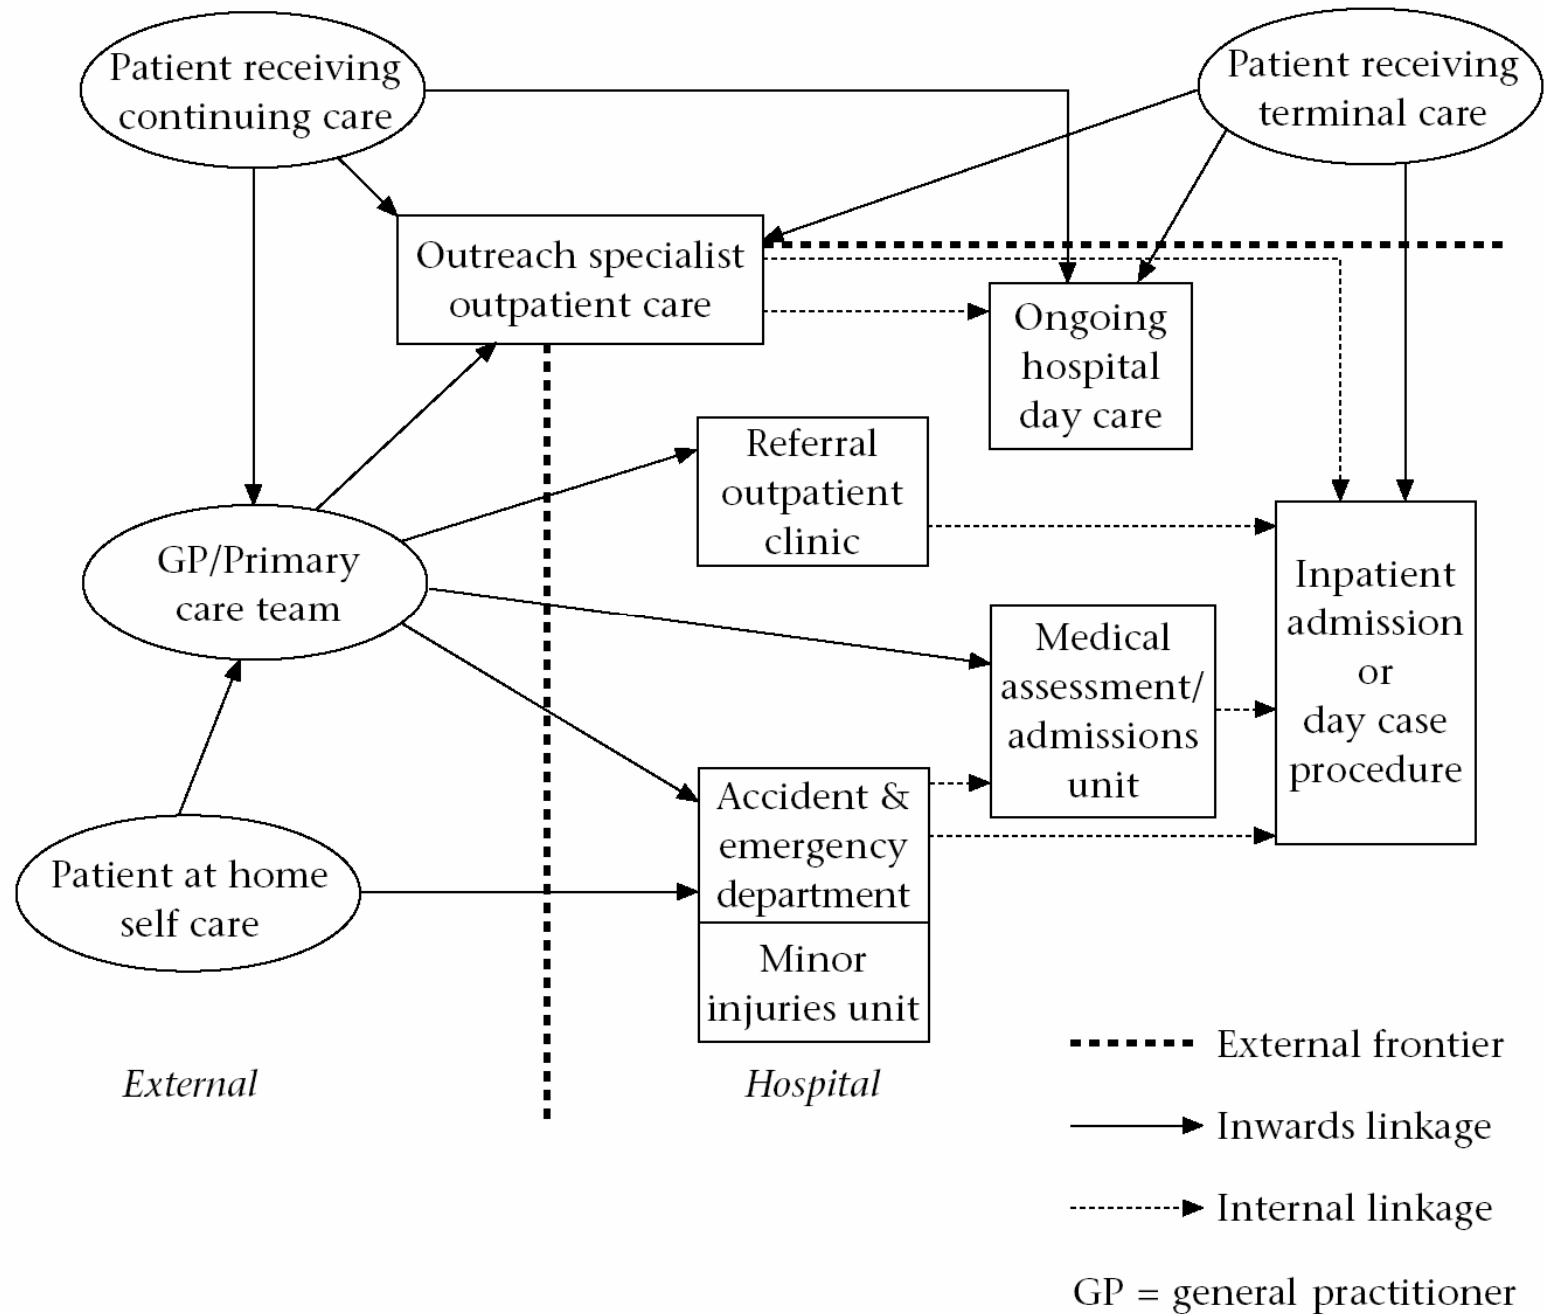 Patient receiving
continuing care
Patient receiving
terminal care
Outreach specialist
outpatient care
Ongoing
hospital
day care
Referral
outpatient
clinic
GP/Primary
care team
Inpatient
admission
or
day case
procedure
Medical
assessment/
admissions
unit
Accident &
emergency
department
Patient at home
self care
Minor
injuries unit
External
Hospital
External frontier
Inwards linkage
Internal linkage
GP = general practitioner